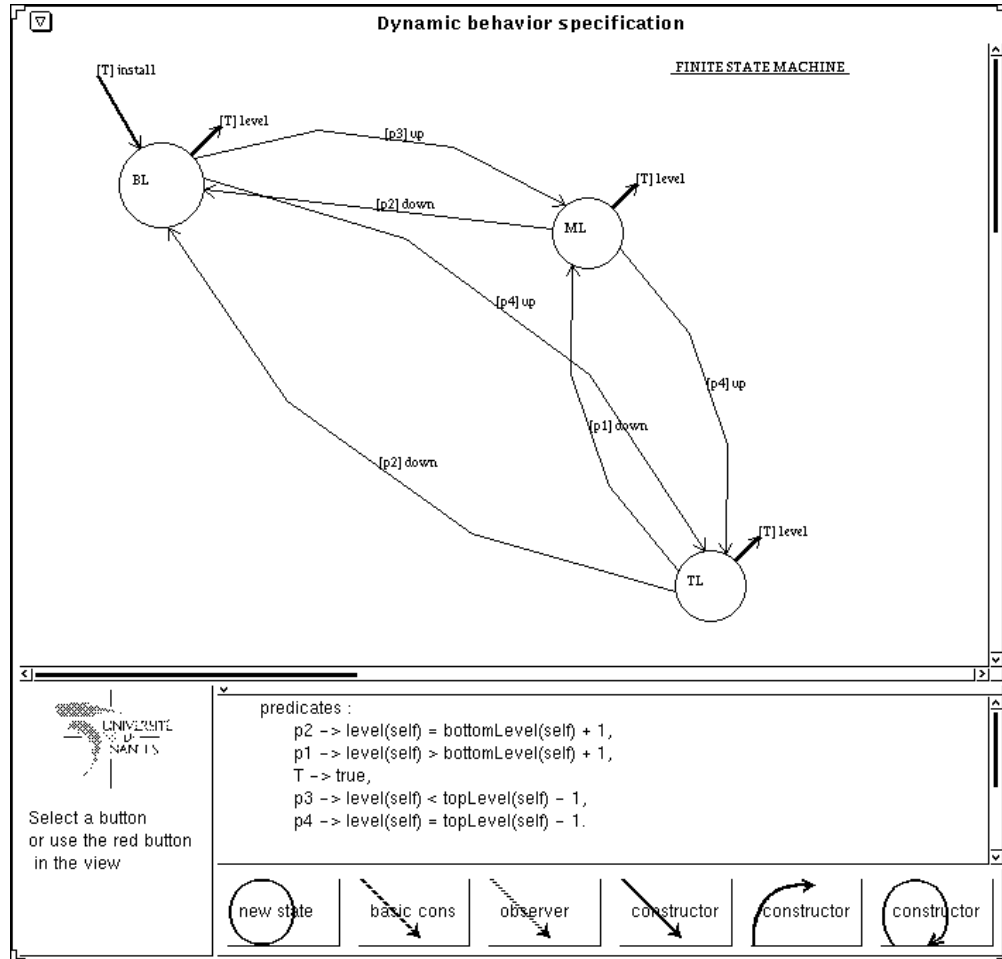 Dynamic behavior specification
[T] install
FINITE STATE MACHINE
[T] level
[p3] up
BL
[T] level
[p2] down
ML
[p4] up
[p4] up
[p1] down
[p2] down
[T] level
TL
predicates :
p2 -> level(self) = bottomLevel(self) + 1,
p1 -> level(self) > bottomLevel(self) + 1,
T -> true,
p3 -> level(self) < topLevel(self) - 1,
p4 -> level(self) = topLevel(self) - 1.
UNIVERSITE
Select a button
or use the red button
in the view
new state
basic cons
observer
constructor
constructor
constructor